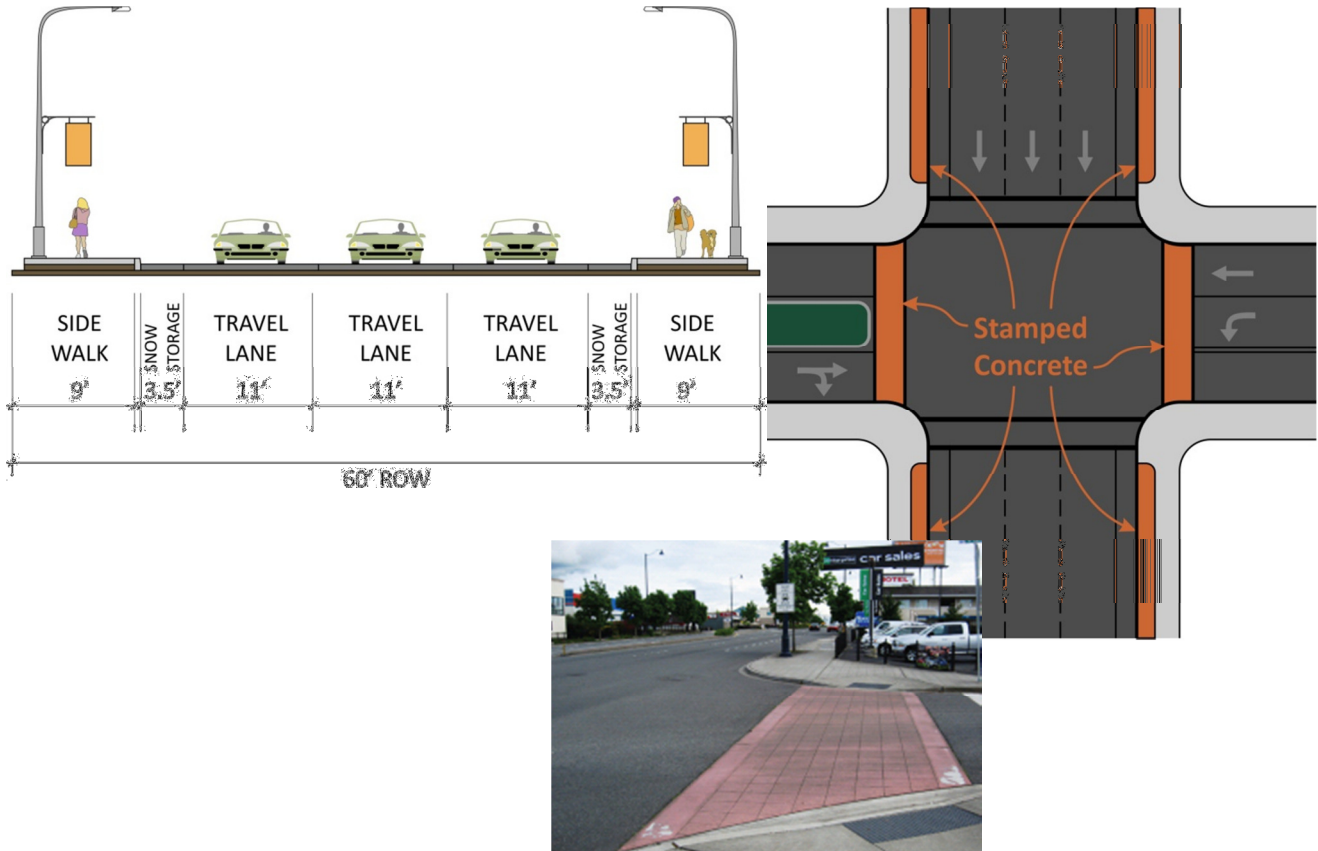 SIDE
WALK
9'
SNOW
STORAGE
3.5'
TRAVEL
LANE
11'
TRAVEL
LANE
11'
TRAVEL
LANE
11'
SNOW
STORAGE
3.5'
SIDE
WALK
9'
60' ROW
Stamped
Concrete
car sales